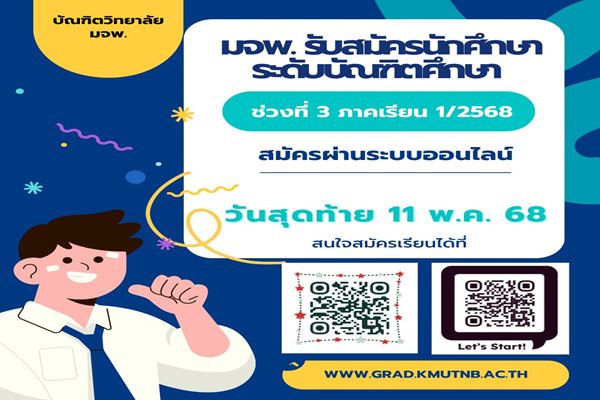 บัณฑิตวิทยาลัย
มจพ.
มจพ. รับสมัครนักศึกษา
ระดับบัณฑิตศึกษา
ช่วงที่ 3 ภาคเรียน 1/2568
สมัครผ่านระบบออนไลน์
วันสุดท้าย 11 พ.ค. 68
สนใจสมัครเรียนได้ที่
Let's Start!
WWW.GRAD.KMUTNB.AC.TH